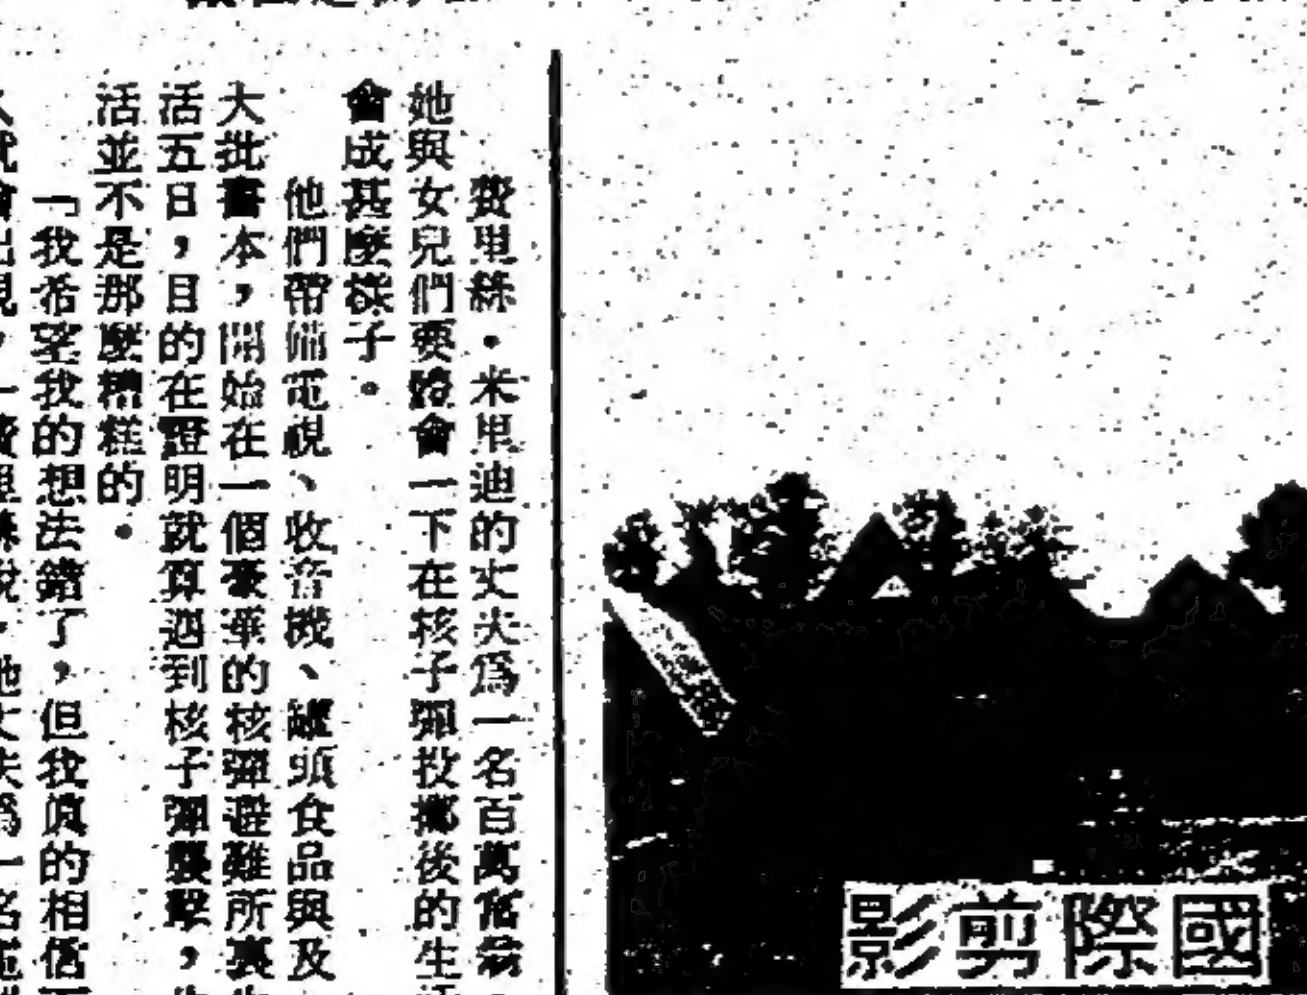 國際剪影
費里絲・米里迪的丈夫為一名百萬富翁,
她與女兒們要體會一下在核子彈投擲後的生活
會成甚麼樣子。
他們帶備電視、收音機、罐頭食品與及
大批書本,開始在一個豪華的核彈避難所裏生
活五日,目的在證明就算遇到核子彈襲擊,生
活並不是那麼糟糕的。
「我希望我的想法錯了,但我真的相信